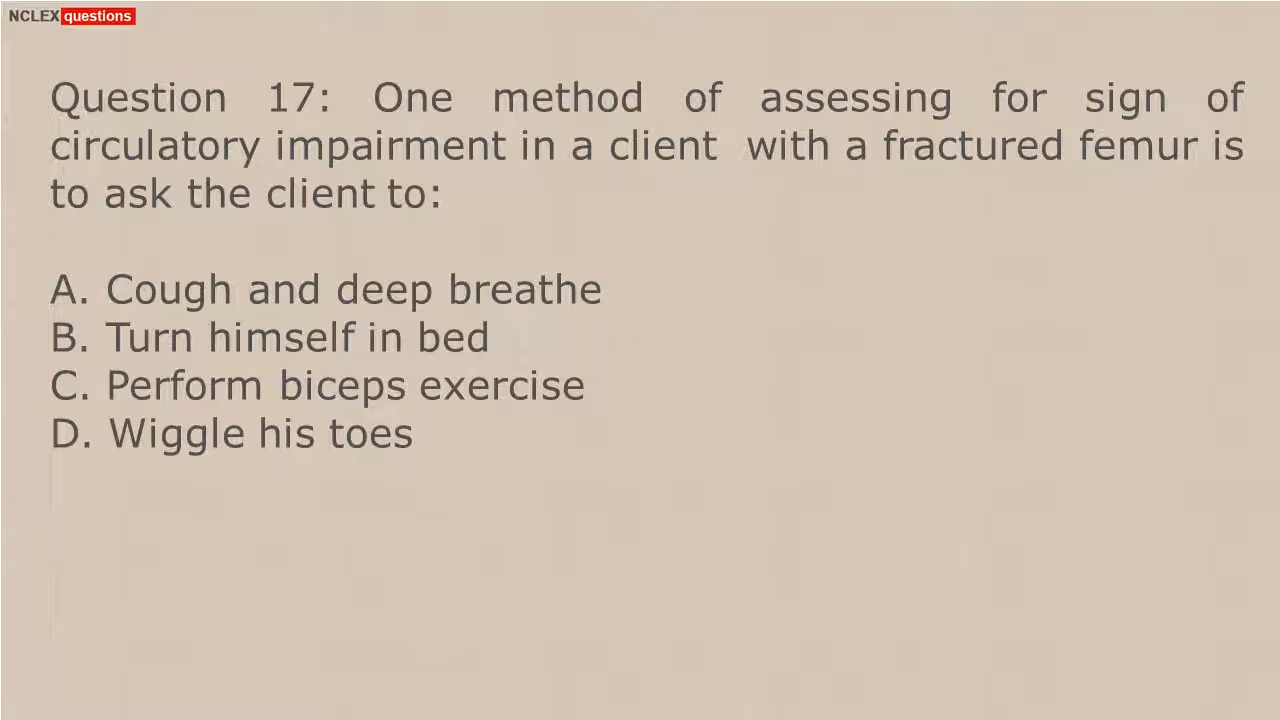 NCLEX questions
Question 17: One method of assessing for sign of
circulatory impairment in a client with a fractured femur is
to ask the client to:
A. Cough and deep breathe
B. Turn himself in bed
C. Perform biceps exercise
D. Wiggle his toes